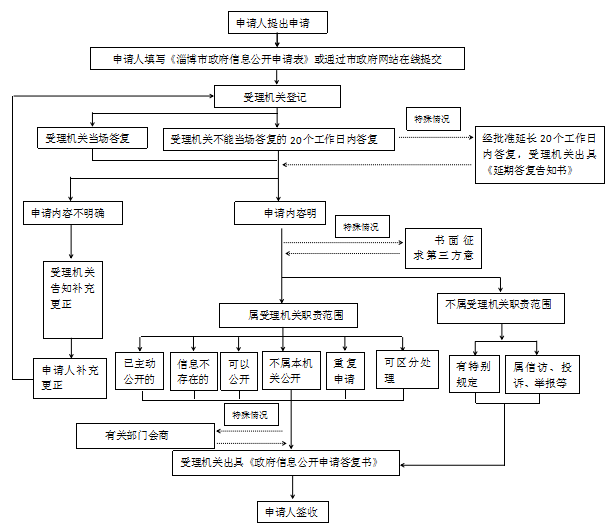 申请人提出申请
申请人填写《淄博市政府信息公开申请表》或通过市政府网站在线提交
受理机关登记
受理机关当场答复
受理机关不能当场答复的20个工作日内答复
特殊情况
经批准延长20个工作日
内答复，受理机关出具
《延期答复告知书》
申请内容不明确
申请内容明
特殊情况
书面征
求第三方意
受理机关
告知补充
更正
属受理机关职责范围
不属受理机关职责范围
申请人补充
更正
已主动
公开的
信息不
存在的
可以
公开
不属本机
关公开
重复
申请
可区分处
理
有特别
规定
属信访、投
诉、举报等
特殊情况
有关部门会商
受理机关出具《政府信息公开申请答复书》
申请人签收